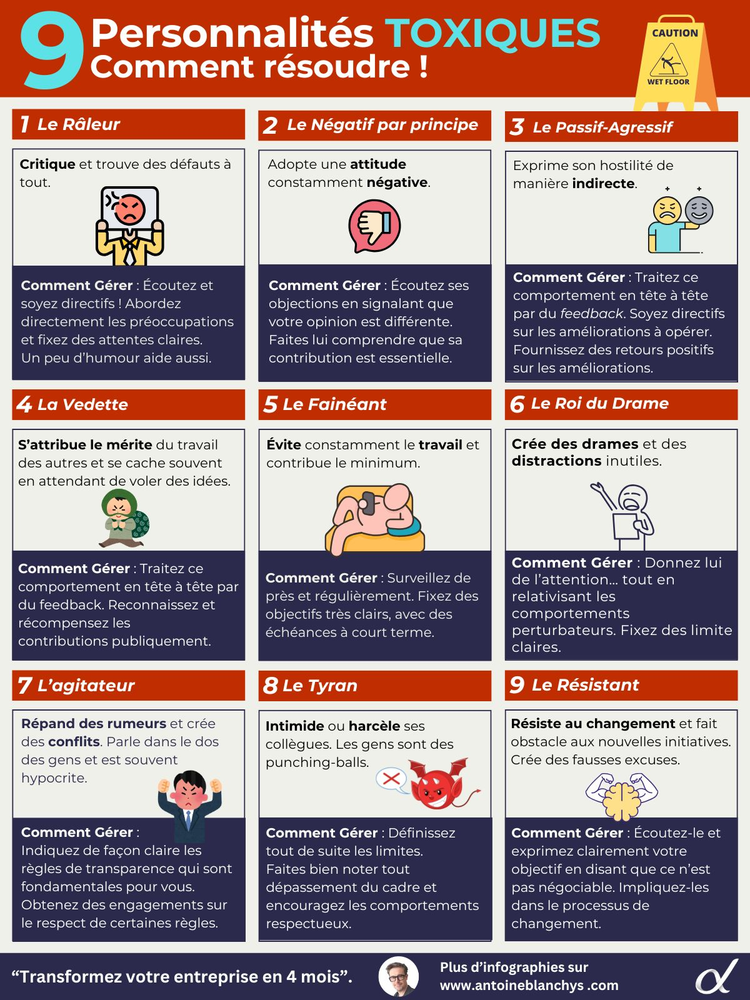 9 Personnalités TOXIQUES
Comment résoudre !
CAUTION
WET FLOOR
1 Le Râleur
Critique et trouve des défauts à
tout.
Comment Gérer : Écoutez et
soyez directifs ! Abordez
directement les préoccupations
et fixez des attentes claires.
Un peu d’humour aide aussi.
2 Le Négatif par principe
Adopte une attitude
constamment négative.
Comment Gérer : Écoutez ses
objections en signalant que
votre opinion est différente.
Faites lui comprendre que sa
contribution est essentielle.
3 Le Passif-Agressif
Exprime son hostilité de
manière indirecte.
Comment Gérer : Traitez ce
comportement en tête à tête
par du feedback. Soyez directifs
sur les améliorations à opérer.
Fournissez des retours positifs
sur les améliorations.
4 La Vedette
S’attribue le mérite du travail
des autres et se cache souvent
en attendant de voler des idées.
Comment Gérer : Traitez ce
comportement en tête à tête par
du feedback. Reconnaissez et
récompensez les
contributions publiquement.
5 Le Fainéant
Évite constamment le travail et
contribue le minimum.
Comment Gérer : Surveillez de
près et régulièrement. Fixez des
objectifs très clairs, avec des
échéances à court terme.
6 Le Roi du Drame
Crée des drames et des
distractions inutiles.
Comment Gérer : Donnez lui
de l’attention... tout en
relativisant les
comportements
perturbateurs. Fixez des limite
claires.
7 L’agitateur
Répand des rumeurs et crée
des conflits. Parle dans le dos
des gens et est souvent
hypocrite.
Comment Gérer :
Indiquez de façon claire les
règles de transparence qui sont
fondamentales pour vous.
Obtenez des engagements sur
le respect de certaines règles.
8 Le Tyran
Intimide ou harcèle ses
collègues. Les gens sont des
punching-balls.
Comment Gérer : Définissez
tout de suite les limites.
Faites bien noter tout
dépassement du cadre et
encouragez les comportements
respectueux.
9 Le Résistant
Résiste au changement et fait
obstacle aux nouvelles initiatives.
Crée des fausses excuses.
Comment Gérer : Écoutez-le et
exprimez clairement votre
objectif en disant que ce n’est
pas négociable. Impliquez-les
dans le processus de
changement.
“Transformez votre entreprise en 4 mois”.
Plus d’infographies sur
www.antoineblanchys .com